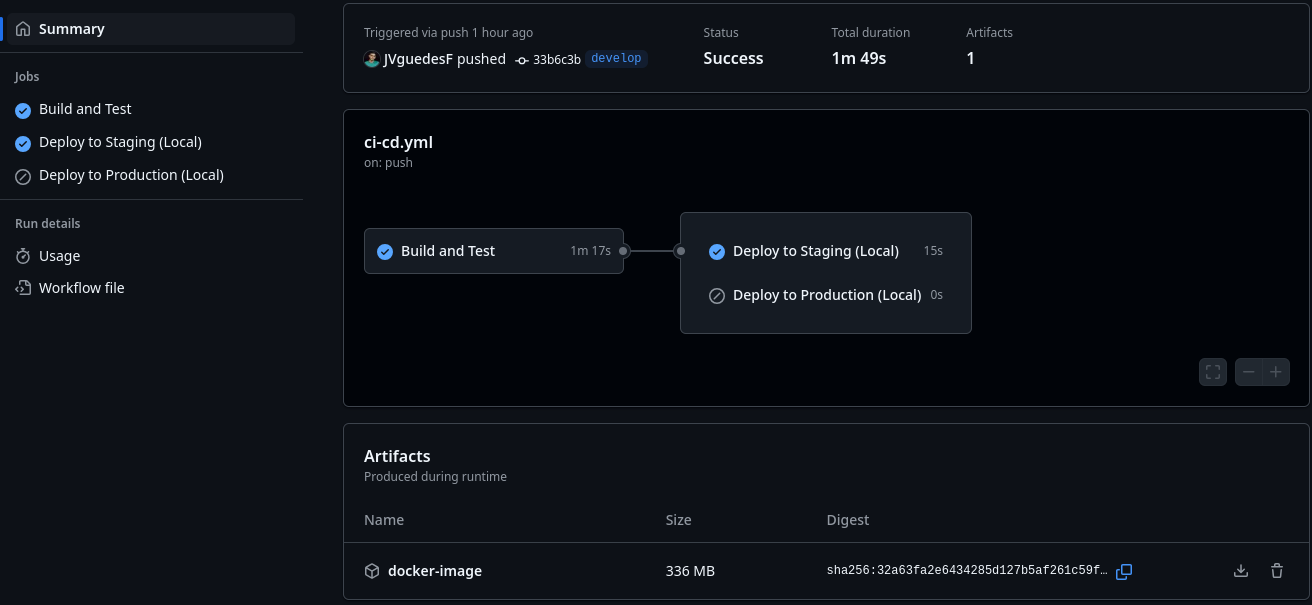 Summary
Jobs
Build and Test
Deploy to Staging (Local)
Deploy to Production (Local)
Run details
Usage
Workflow file
Triggered via push 1 hour ago
JVguedesF pushed 33b6c3b develop
Status
Success
Total duration
1m 49s
Artifacts
1
ci-cd.yml
on: push
Build and Test 1m 17s
Deploy to Staging (Local) 15s
Deploy to Production (Local) 0s
Artifacts
Produced during runtime
Name Size Digest
docker-image 336 MB sha256:32a63fa2e6434285d127b5af261c59f…